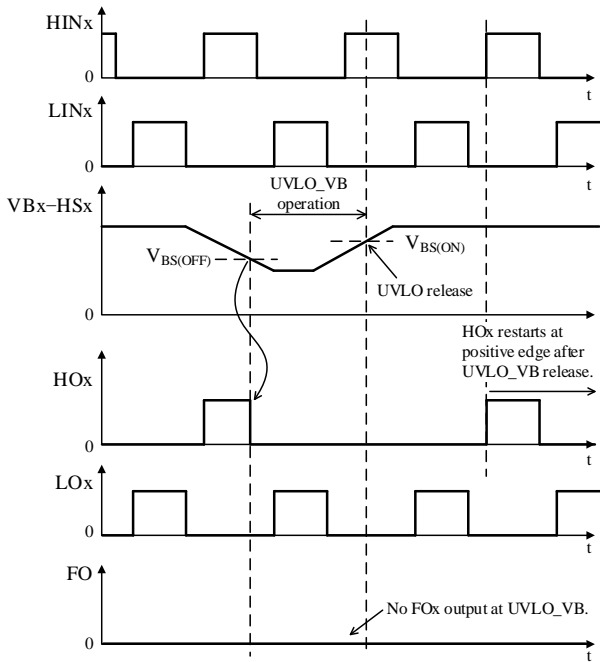 HINx
0
t
LINx
0
t
UVLO_VB
operation
VBx–HSx
VBS(OFF)
VBS(ON)
UVLO release
0
t
HOx restarts at
positive edge after
UVLO_VB release.
HOx
0
t
LOx
0
t
FO
No FOx output at UVLO_VB.
0
t